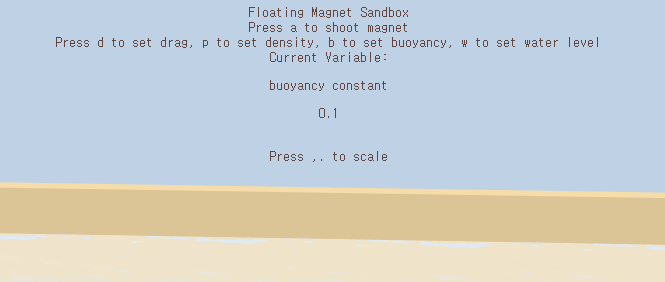 Floating Magnet Sandbox
Press a to shoot magnet
Press d to set drag, p to set density, b to set buoyancy, w to set water level
Current Variable:
buoyancy constant
0.1
Press ,. to scale